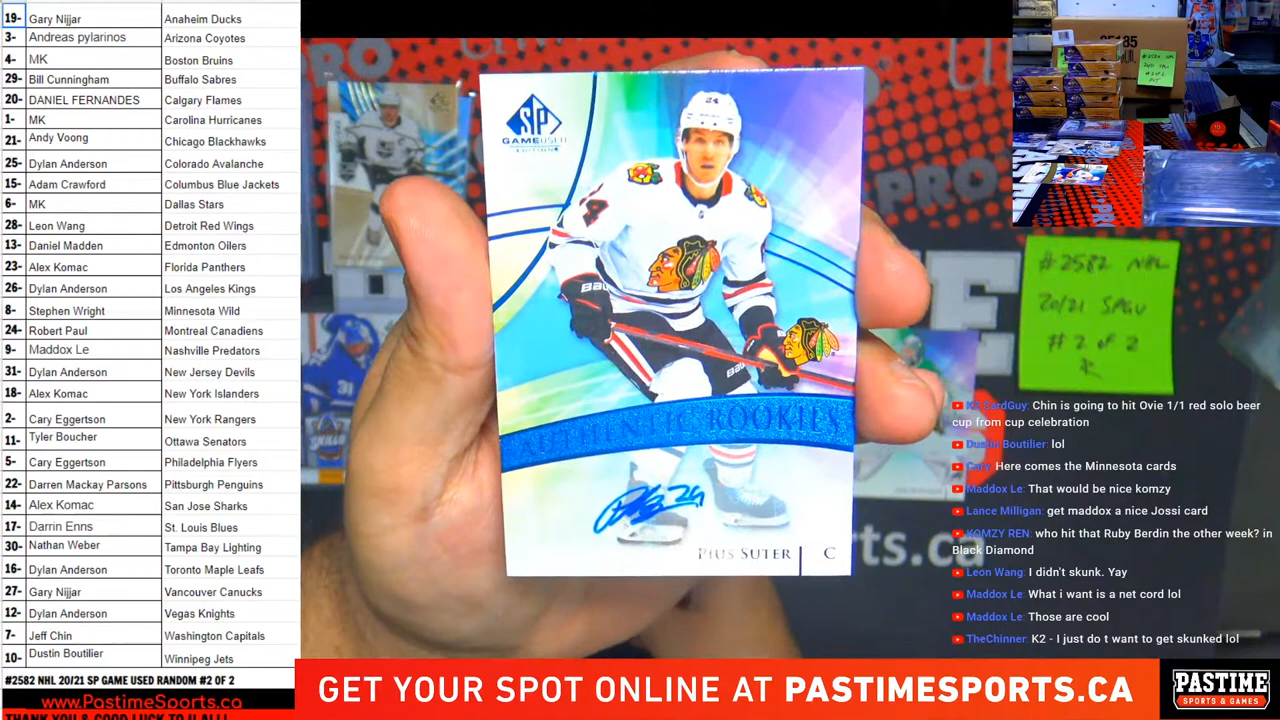 19- Gary Nijjar Anaheim Ducks
3- Andreas pylarinos Arizona Coyotes
4- MK Boston Bruins
29- Bill Cunningham Buffalo Sabres
20- DANIEL FERNANDES Calgary Flames
1- MK Carolina Hurricanes
21- Andy Voong Chicago Blackhawks
25- Dylan Anderson Colorado Avalanche
15- Adam Crawford Columbus Blue Jackets
6- MK Dallas Stars
28- Leon Wang Detroit Red Wings
13- Daniel Madden Edmonton Oilers
23- Alex Komac Florida Panthers
26- Dylan Anderson Los Angeles Kings
8- Stephen Wright Minnesota Wild
24- Robert Paul Montreal Canadiens
9- Maddox Le Nashville Predators
31- Dylan Anderson New Jersey Devils
18- Alex Komac New York Islanders
2- Cary Eggertson New York Rangers
11- Tyler Boucher Ottawa Senators
5- Cary Eggertson Philadelphia Flyers
22- Darren Mackay Parsons Pittsburgh Penguins
14- Alex Komac San Jose Sharks
17- Darrin Enns St. Louis Blues
30- Nathan Weber Tampa Bay Lighting
16- Dylan Anderson Toronto Maple Leafs
27- Gary Nijjar Vancouver Canucks
12- Dylan Anderson Vegas Knights
7- Jeff Chin Washington Capitals
10- Dustin Boutilier Winnipeg Jets
#2582 NHL 20/21 SP GAME USED RANDOM #2 OF 2
www.PastimeSports.ca
THANK YOU & GOOD LUCK TO U ALL!
SP
GAME USED
EDITION
24
AUTHENTIC ROOKIES
PIUS SUTER C
#2582 NHL
20/21 SPGU
#2 of 2
R
K2 CardGuy: Chin is going to hit Ovie 1/1 red solo beer
cup from cup celebration
Dustin Boutilier: lol
Cary: Here comes the Minnesota cards
Maddox Le: That would be nice komzy
Lance Milligan: get maddox a nice Jossi card
KOMZY REN: who hit that Ruby Berdin the other week? in
Black Diamond
Leon Wang: I didn't skunk. Yay
Maddox Le: What i want is a net cord lol
Maddox Le: Those are cool
TheChinner: K2 - I just do t want to get skunked lol
GET YOUR SPOT ONLINE AT PASTIMESPORTS.CA
PASTIME
SPORTS & GAMES